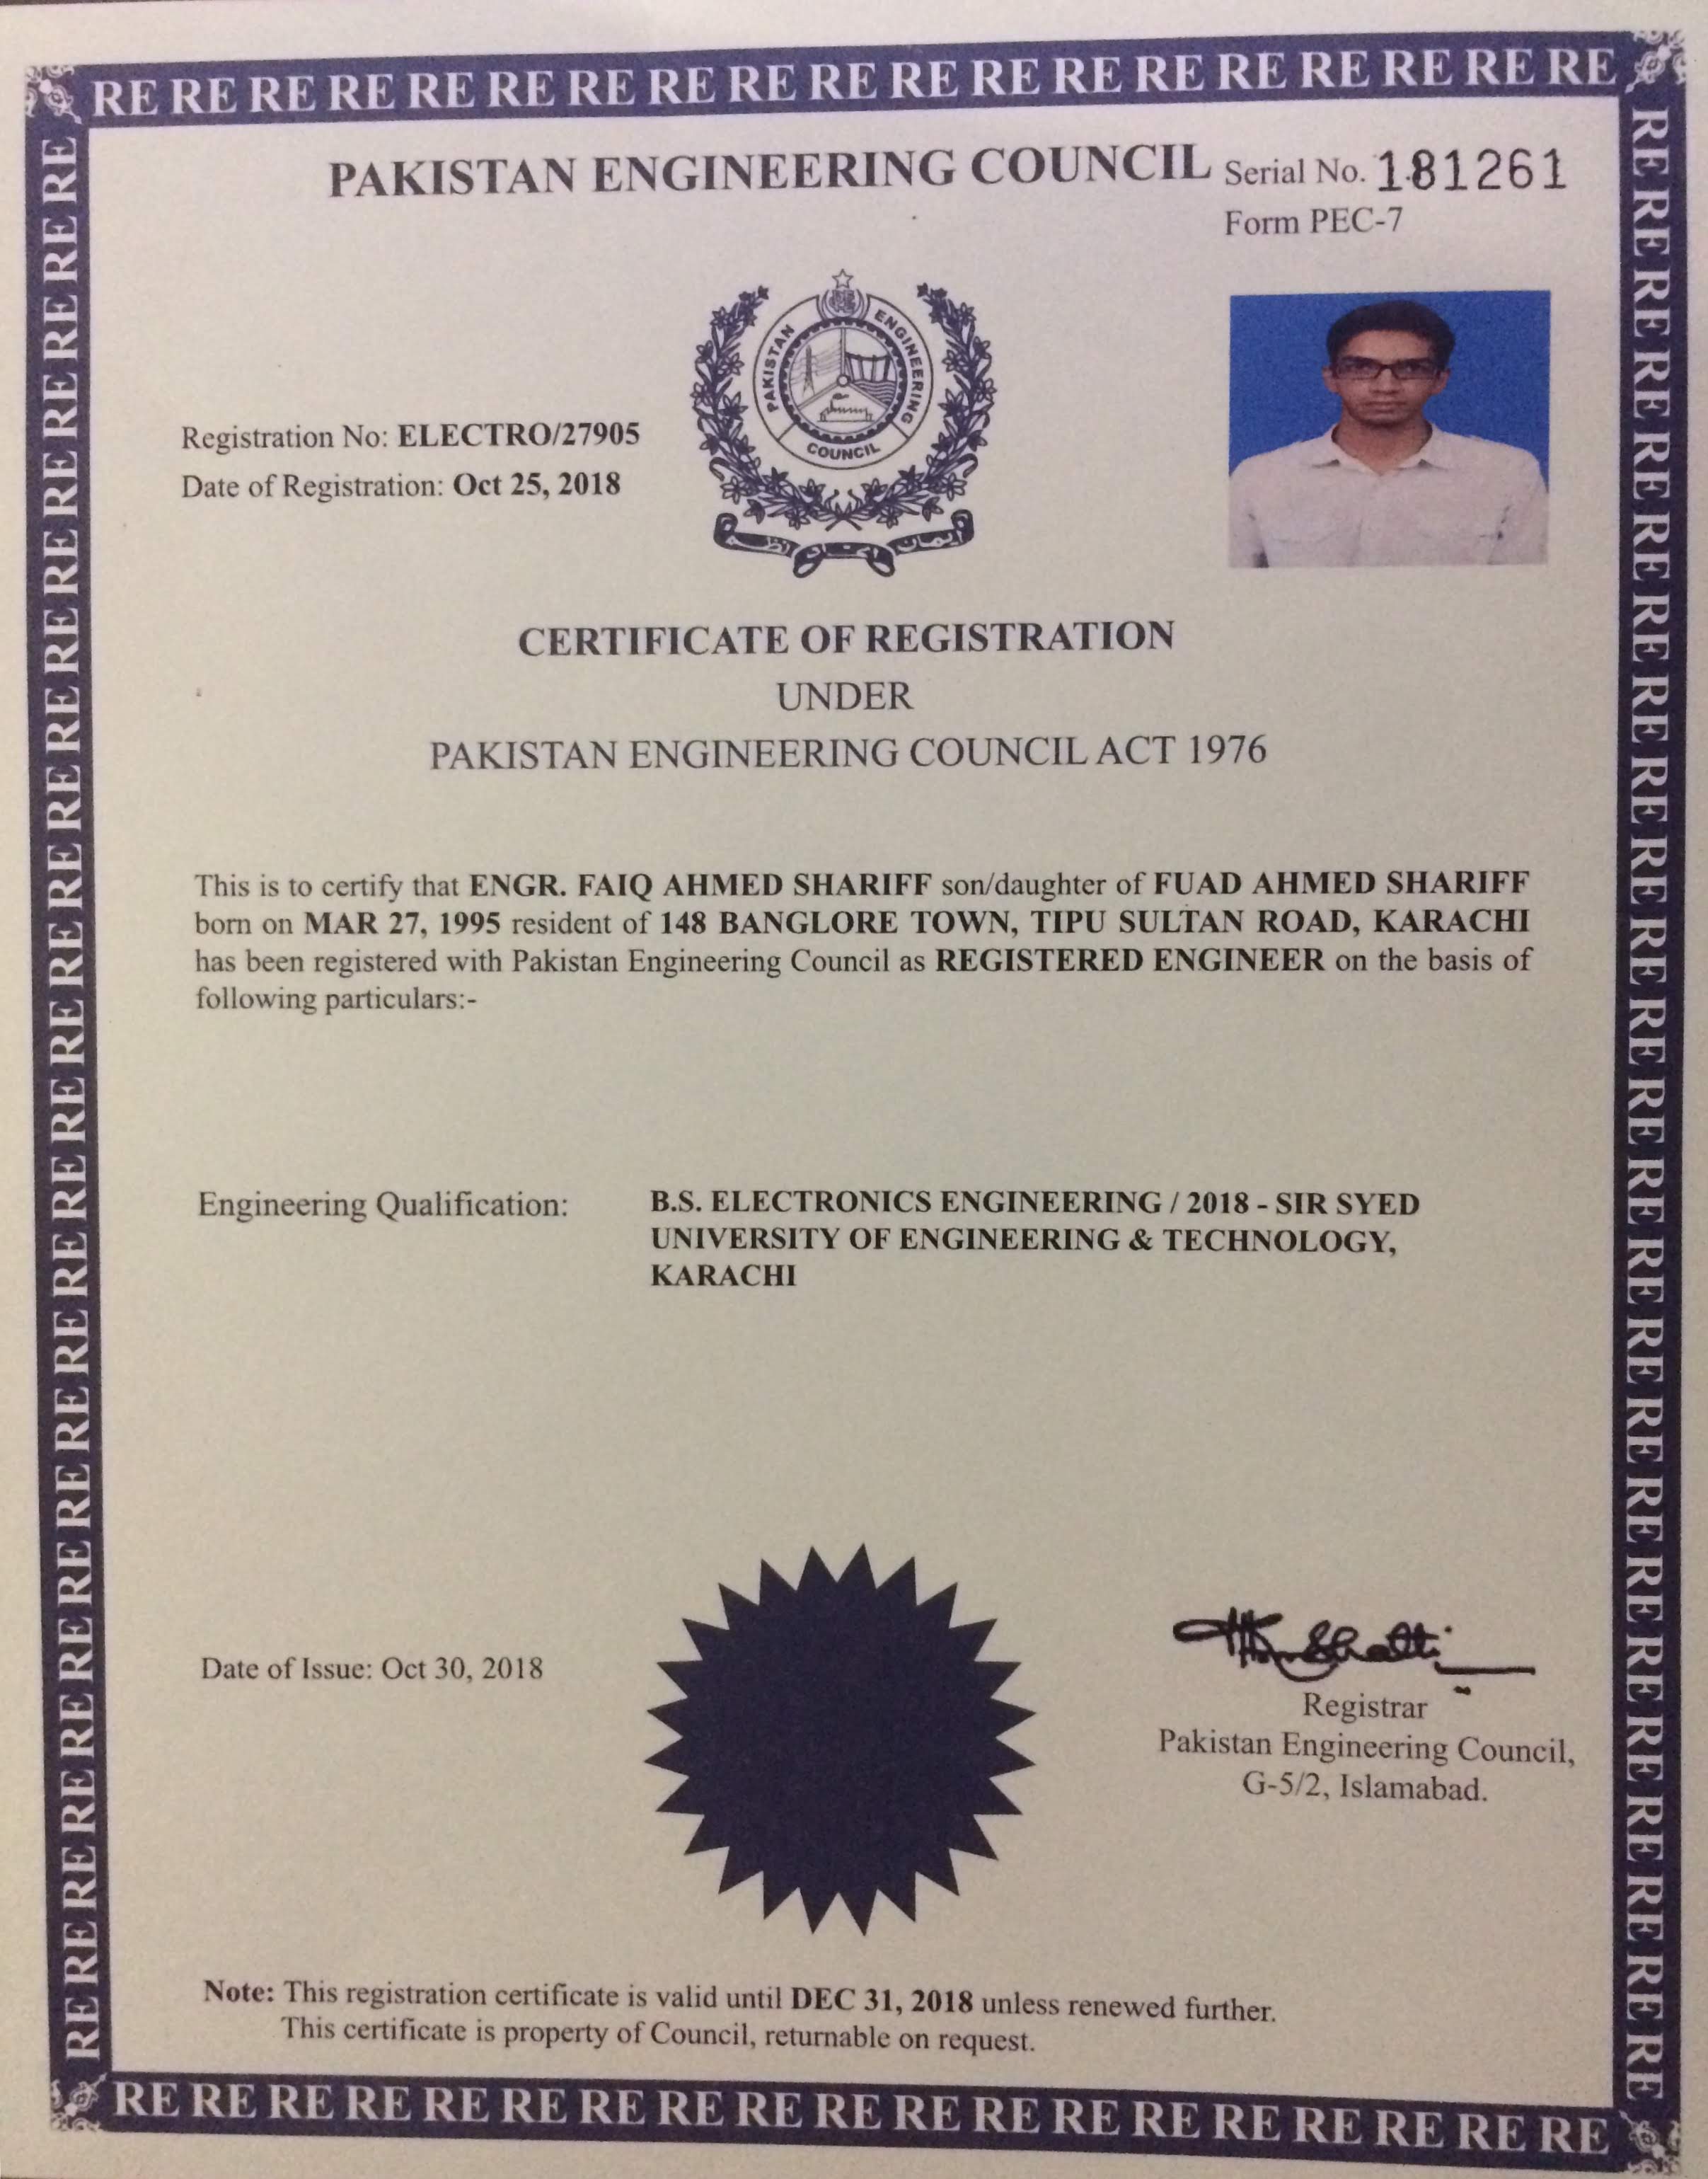 RE RE RE RE RE RE RE RE RE RE RE RE RE RE RE RE RE RE RE
PAKISTAN ENGINEERING COUNCIL Serial No. 181261
Form PEC-7
PAKISTAN ENGINEERING COUNCIL
Registration No: ELECTRO/27905
Date of Registration: Oct 25, 2018
CERTIFICATE OF REGISTRATION
UNDER
PAKISTAN ENGINEERING COUNCIL ACT 1976
This is to certify that ENGR. FAIQ AHMED SHARIFF son/daughter of FUAD AHMED SHARIFF
born on MAR 27, 1995 resident of 148 BANGLORE TOWN, TIPU SULTAN ROAD, KARACHI
has been registered with Pakistan Engineering Council as REGISTERED ENGINEER on the basis of
following particulars:-
Engineering Qualification: B.S. ELECTRONICS ENGINEERING / 2018 - SIR SYED
UNIVERSITY OF ENGINEERING & TECHNOLOGY,
KARACHI
Date of Issue: Oct 30, 2018
Registrar
Pakistan Engineering Council,
G-5/2, Islamabad.
Note: This registration certificate is valid until DEC 31, 2018 unless renewed further.
This certificate is property of Council, returnable on request.
RE RE RE RE RE RE RE RE RE RE RE RE RE RE RE RE RE RE RE